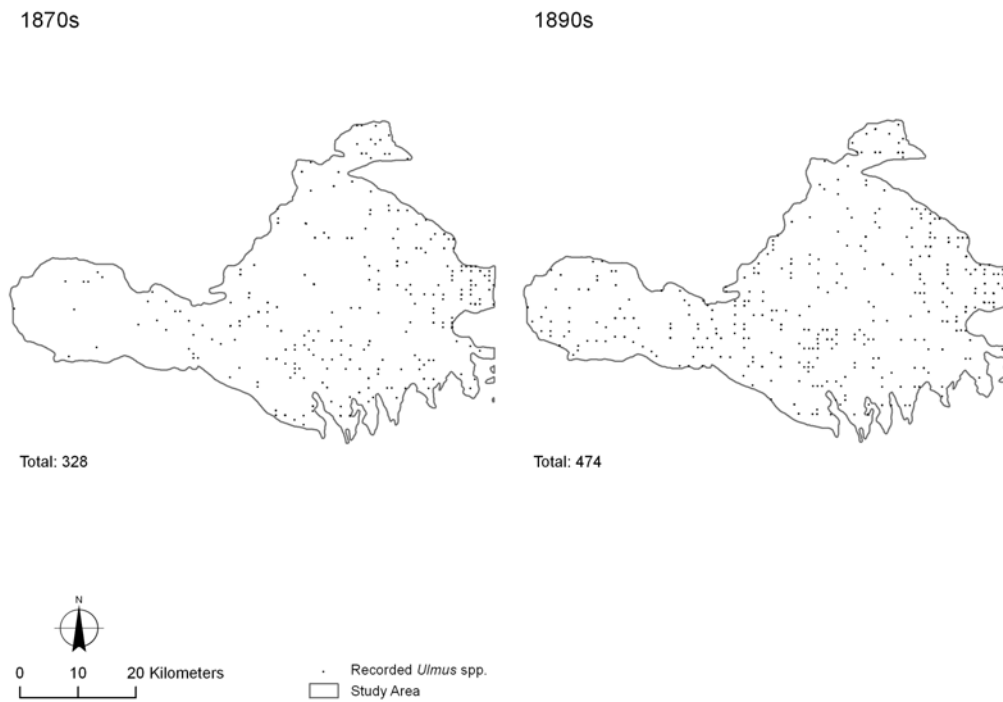 1870s
1890s
Total: 328
Total: 474
N
0 10 20 Kilometers
Recorded Ulmus spp.
Study Area